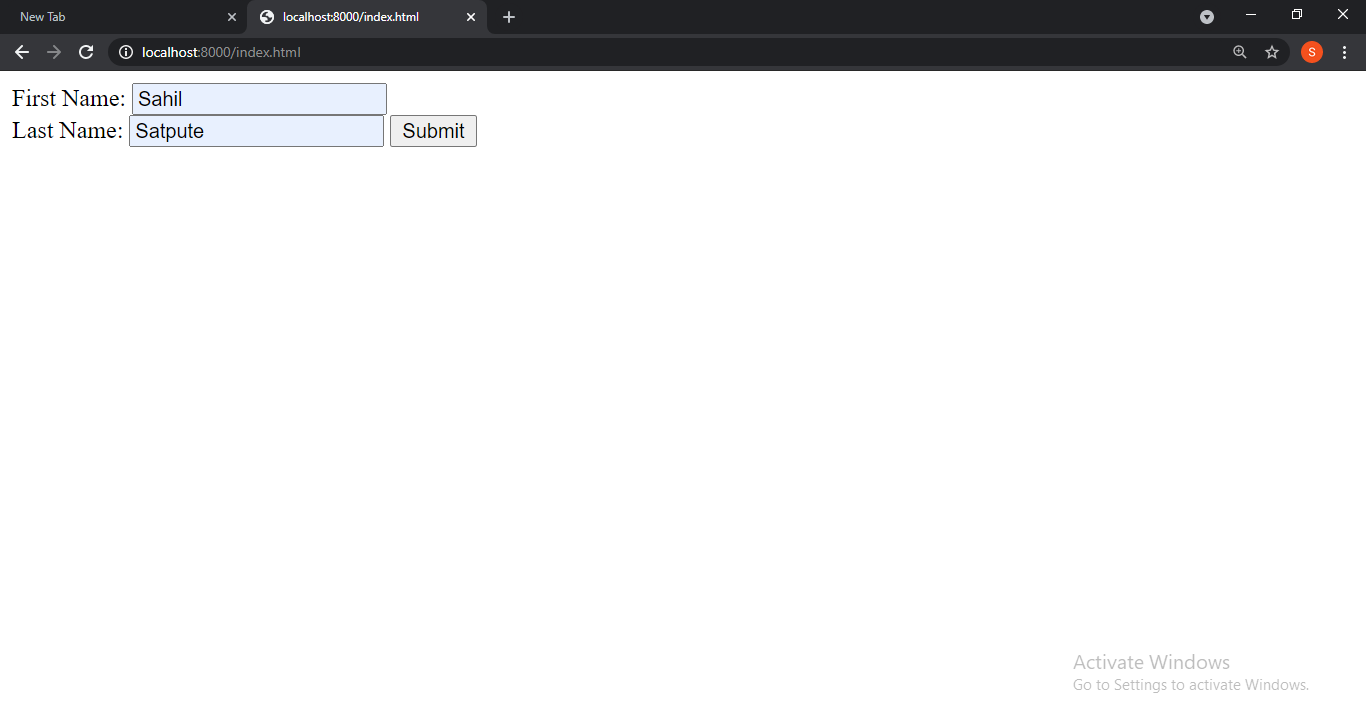 New Tab
localhost:8000/index.html
localhost:8000/index.html
S
First Name: Sahil
Last Name: Satpute Submit
Activate Windows
Go to Settings to activate Windows.